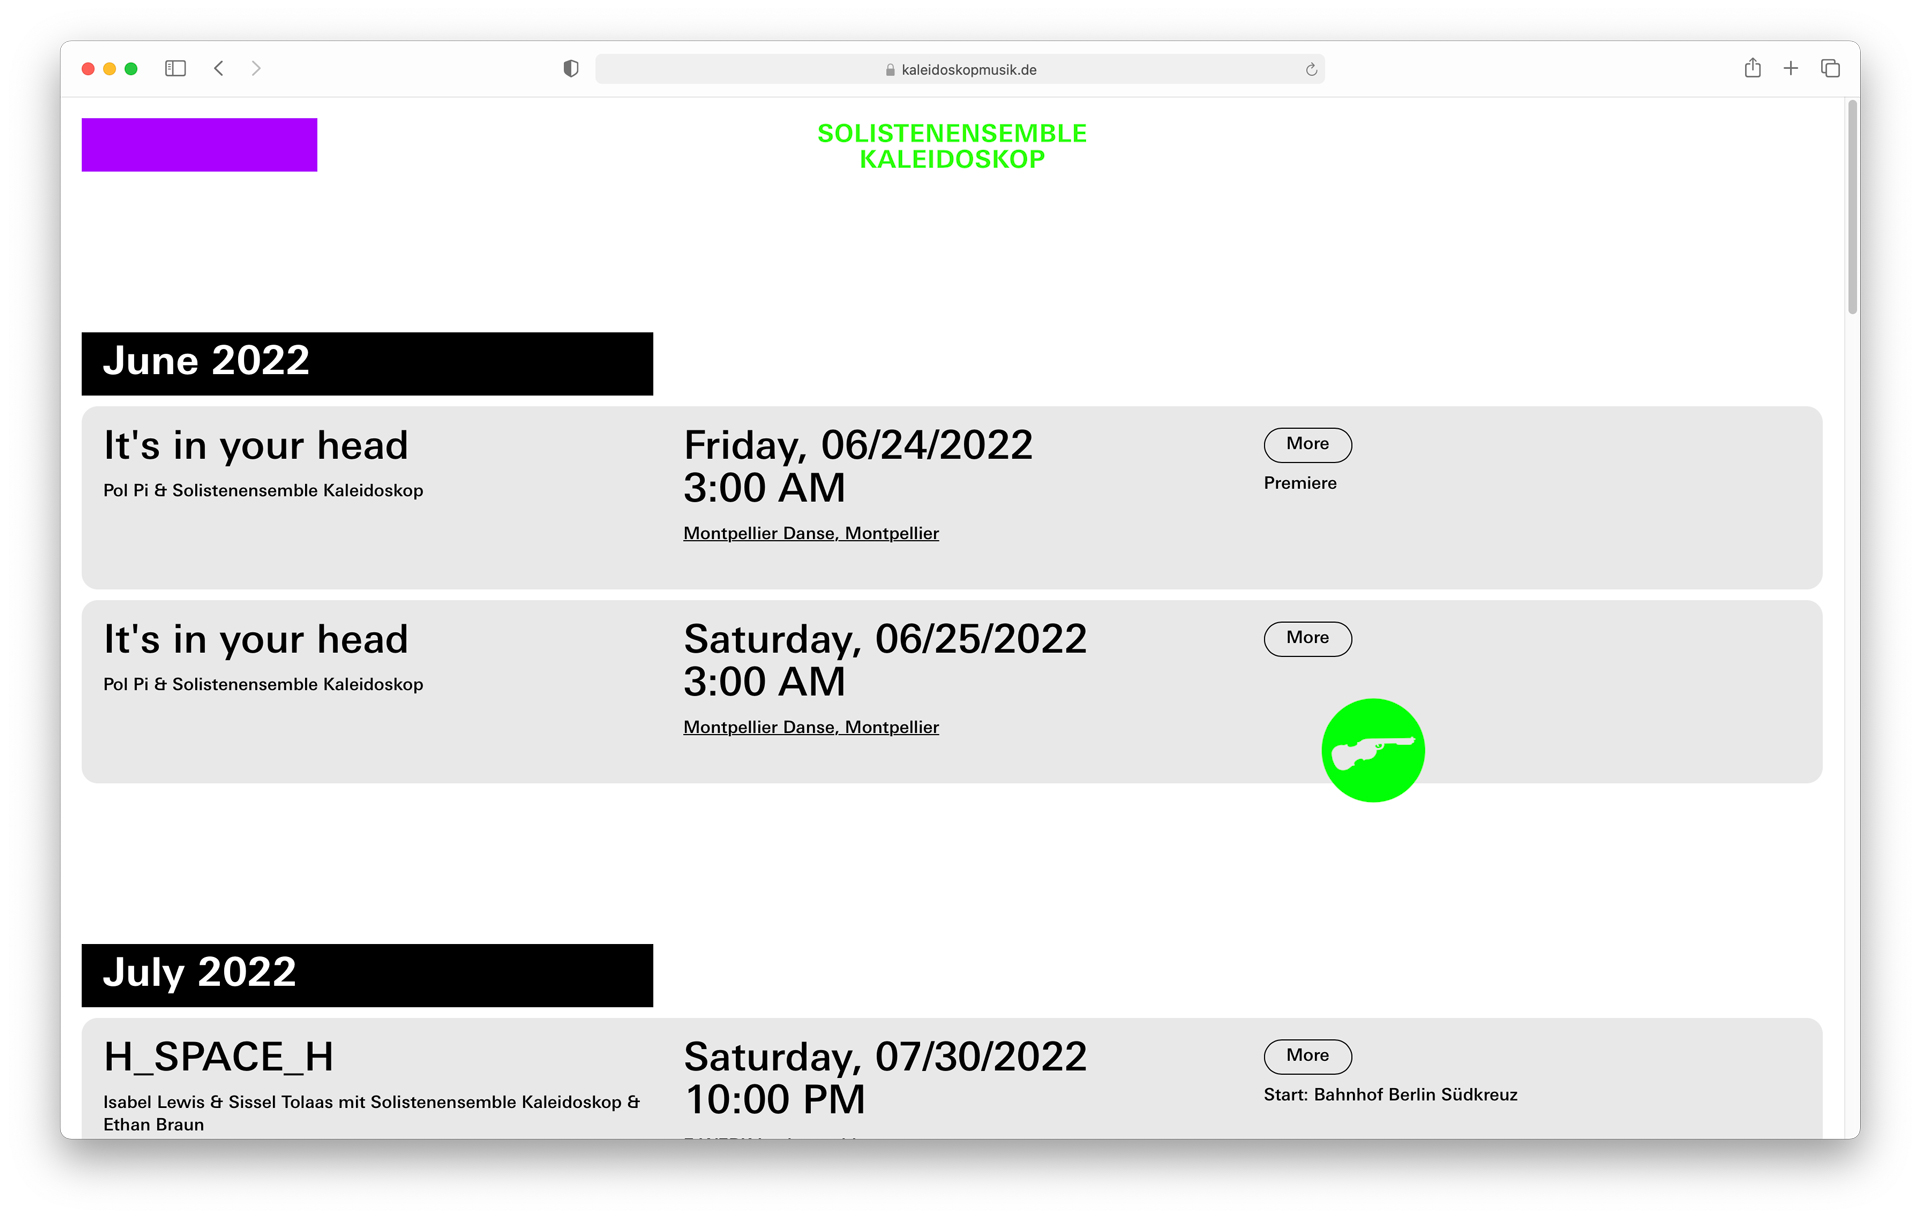 kaleidoskopmusik.de
SOLISTENENSEMBLE
KALEIDOSKOP
June 2022
It's in your head
Pol Pi & Solistenensemble Kaleidoskop
Friday, 06/24/2022
3:00 AM
Montpellier Danse, Montpellier
More
Premiere
It's in your head
Pol Pi & Solistenensemble Kaleidoskop
Saturday, 06/25/2022
3:00 AM
Montpellier Danse, Montpellier
More
July 2022
H_SPACE_H
Isabel Lewis & Sissel Tolaas mit Solistenensemble Kaleidoskop &
Ethan Braun
Saturday, 07/30/2022
10:00 PM
More
Start: Bahnhof Berlin Südkreuz